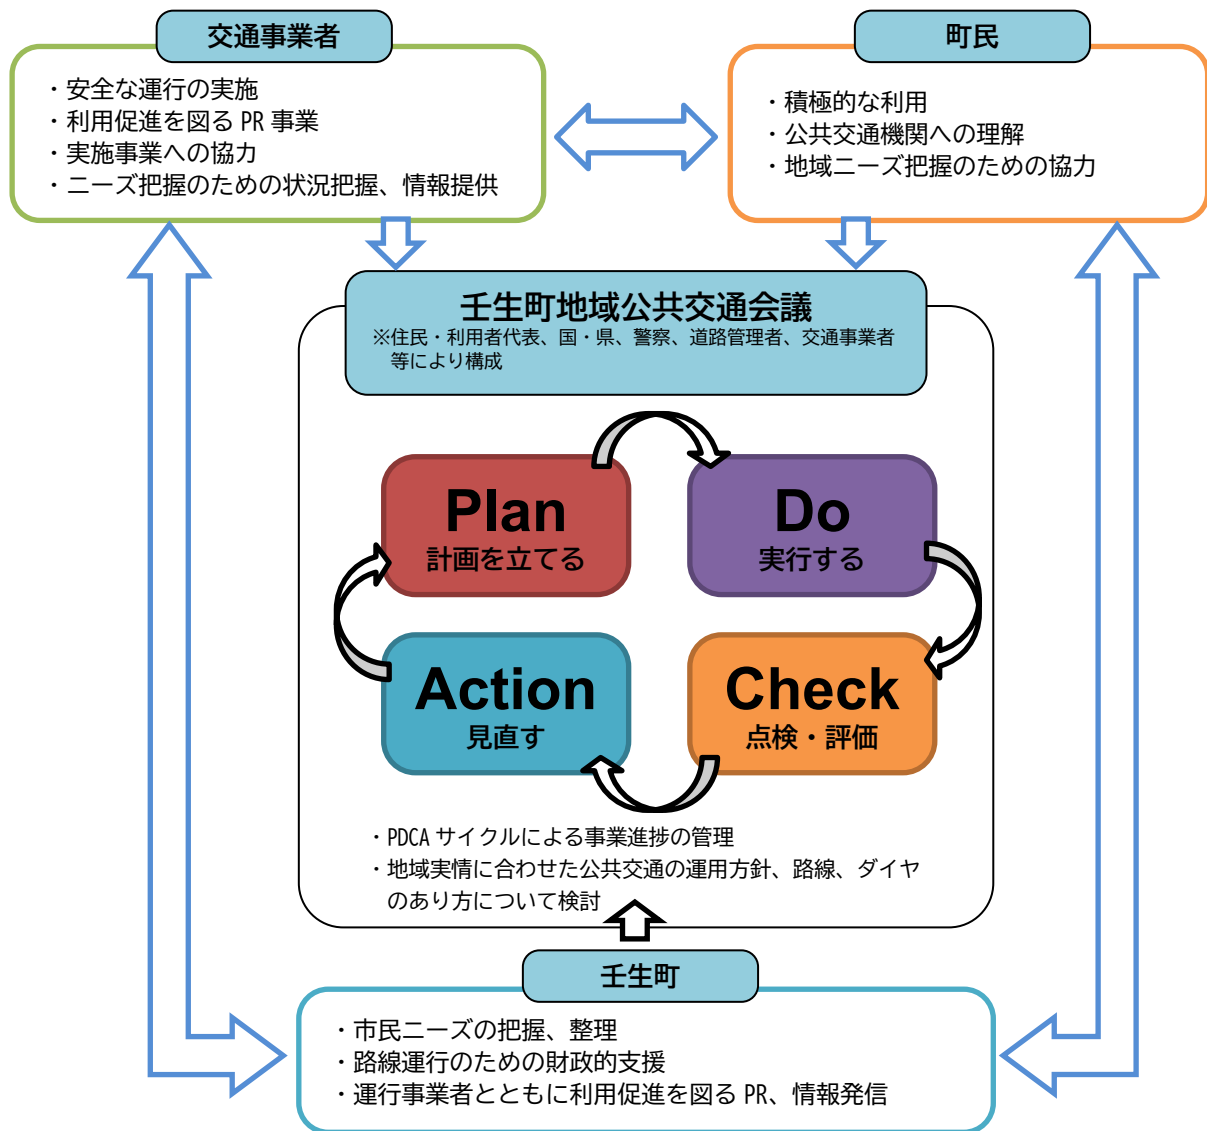 交通事業者
・安全な運行の実施
・利用促進を図る PR 事業
・実施事業への協力
・ニーズ把握のための状況把握、情報提供
町民
・積極的な利用
・公共交通機関への理解
・地域ニーズ把握のための協力
壬生町地域公共交通会議
※住民・利用者代表、国・県、警察、道路管理者、交通事業者
等により構成
Plan
計画を立てる
Do
実行する
Action
見直す
Check
点検・評価
・PDCA サイクルによる事業進捗の管理
・地域実情に合わせた公共交通の運用方針、路線、ダイヤ
のあり方について検討
壬生町
・市民ニーズの把握、整理
・路線運行のための財政的支援
・運行事業者とともに利用促進を図る PR、情報発信